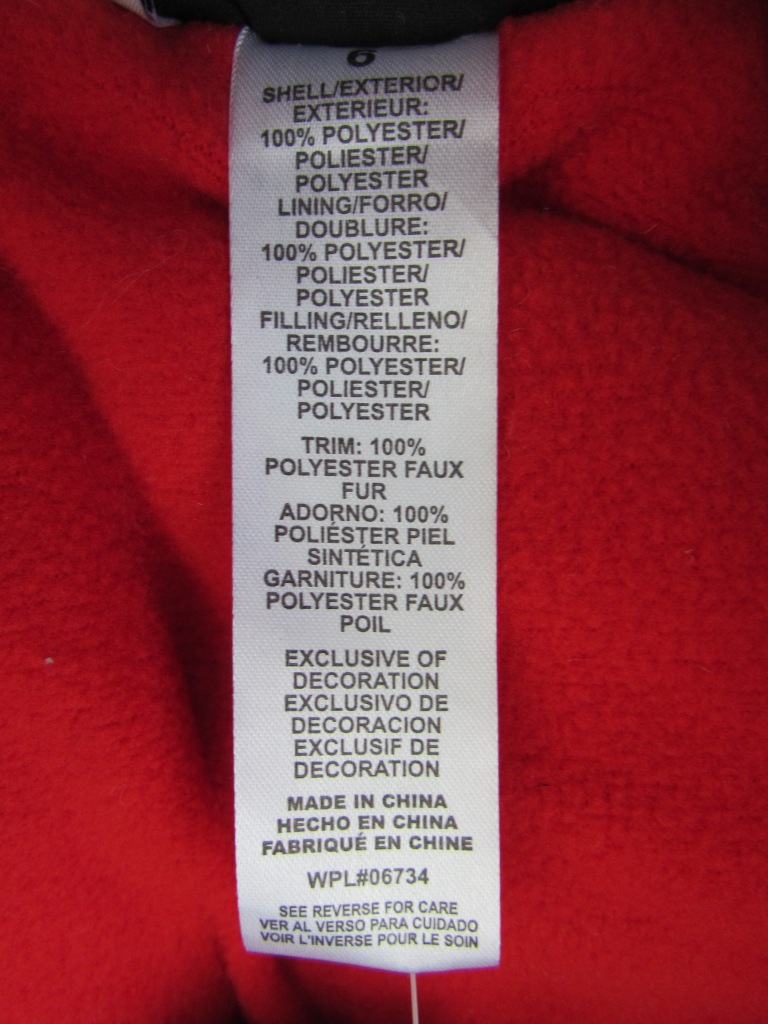 6
SHELL/EXTERIOR/
EXTERIEUR:
100% POLYESTER/
POLIESTER/
POLYESTER
LINING/FORRO/
DOUBLURE:
100% POLYESTER/
POLIESTER/
POLYESTER
FILLING/RELLENO/
REMBOURRE:
100% POLYESTER/
POLIESTER/
POLYESTER
TRIM: 100%
POLYESTER FAUX
FUR
ADORNO: 100%
POLIÉSTER PIEL
SINTÉTICA
GARNITURE: 100%
POLYESTER FAUX
POIL
EXCLUSIVE OF
DECORATION
EXCLUSIVO DE
DECORACION
EXCLUSIF DE
DECORATION
MADE IN CHINA
HECHO EN CHINA
FABRIQUÉ EN CHINE
WPL#06734
SEE REVERSE FOR CARE
VER AL VERSO PARA CUIDADO
VOIR L'INVERSE POUR LE SOIN